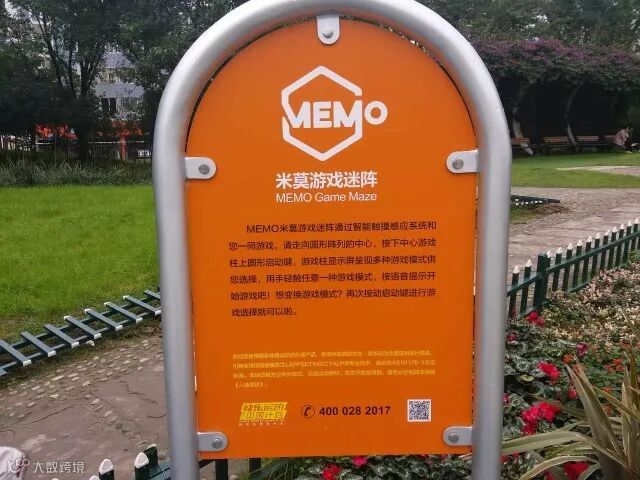 MEMO
米莫游戏迷阵
MEMO Game Maze
MEMO米莫游戏迷阵通过智能触摸感应系统和
您一同游戏，请走向圆形阵列的中心，按下中心游戏
柱上圆形启动键，游戏柱显示屏呈现多种游戏模式供
您选择，用手轻触任意一种游戏模式，按语音提示开
始游戏吧！想变换游戏模式？再次按动启动键进行游
戏选择就可以啦。
《入场需知》
400 028 2017
大数跨境